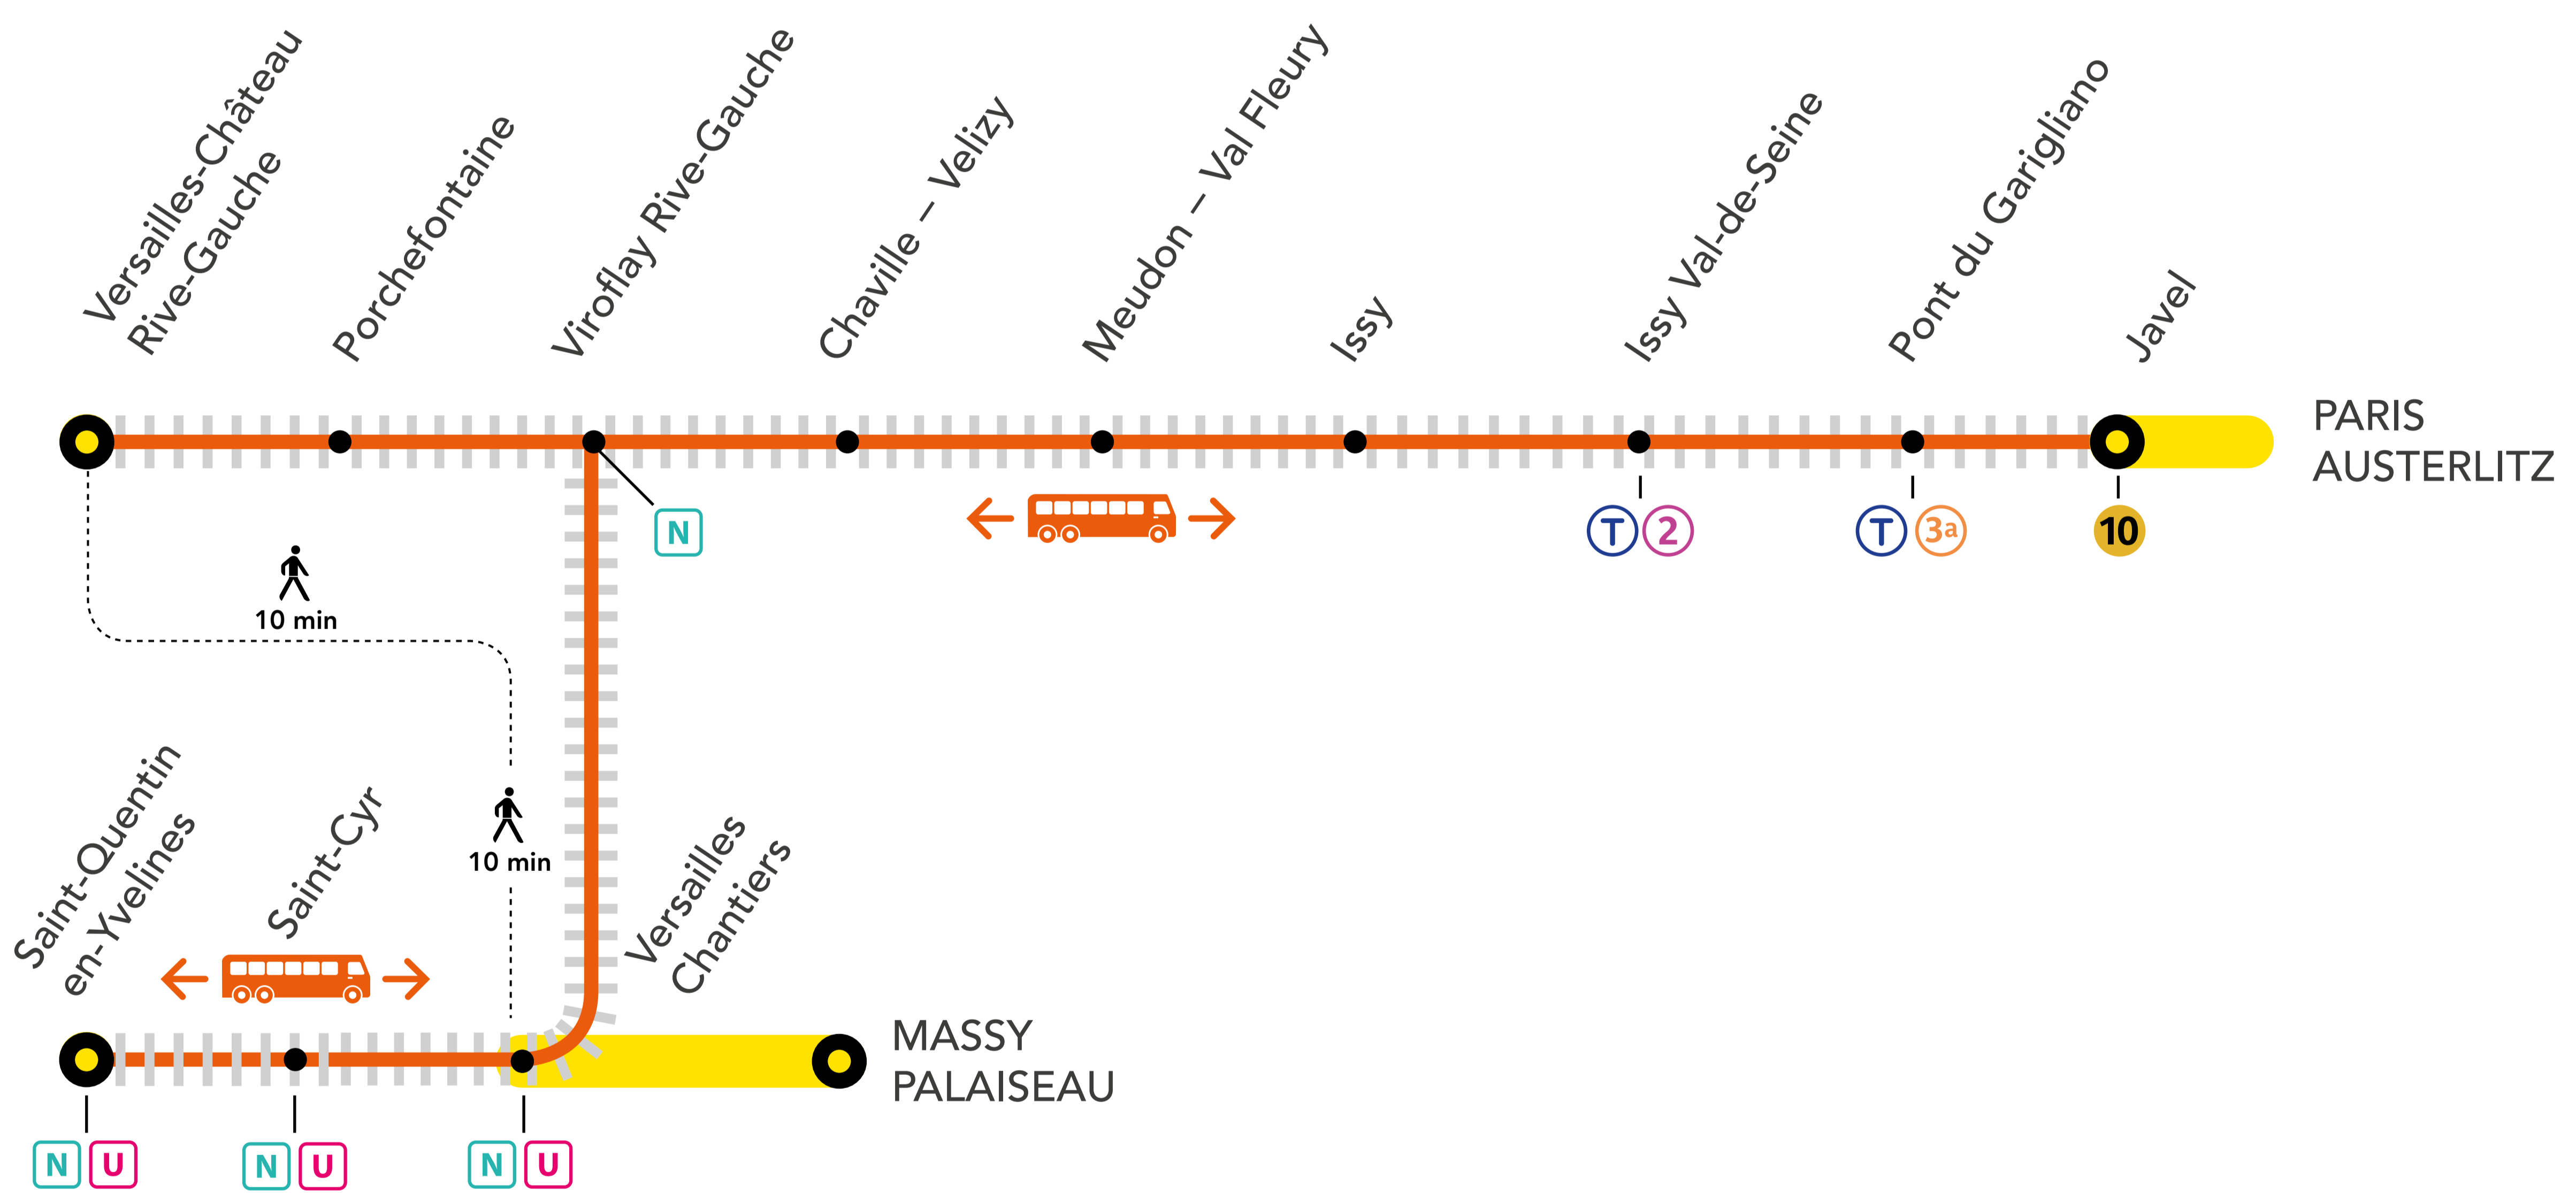 Versailles-Château
Rive-Gauche
Porchefontaine
Viroflay Rive-Gauche
Chaville – Velizy
Meudon – Val Fleury
Issy
Issy Val-de-Seine
Pont du Garigliano
Javel
PARIS
AUSTERLITZ
N
T 2
T 3a
10
10 min
10 min
Saint-Quentin
en-Yvelines
Saint-Cyr
Versailles
Chantiers
MASSY
PALAISEAU
N U
N U
N U